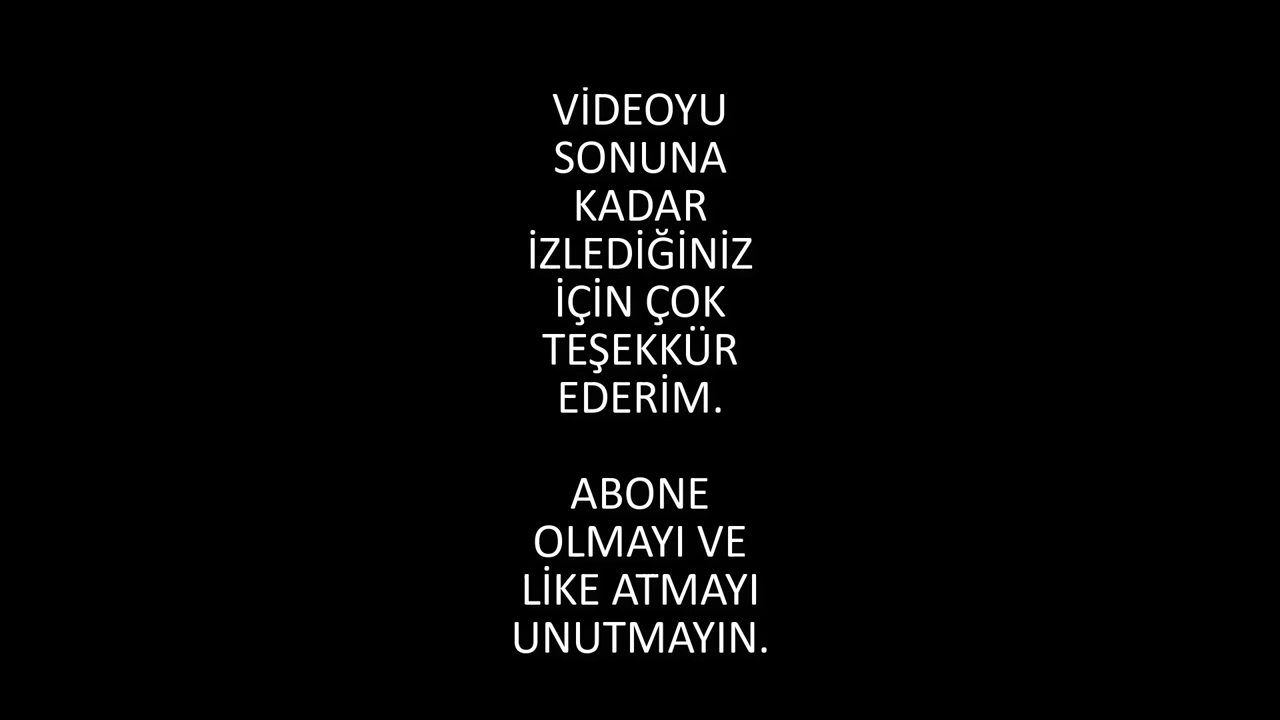 VİDEOYU
SONUNA
KADAR
İZLEDİĞİNİZ
İÇİN ÇOK
TEŞEKKÜR
EDERİM.
ABONE
OLMAYI VE
LİKE ATMAYI
UNUTMAYIN.